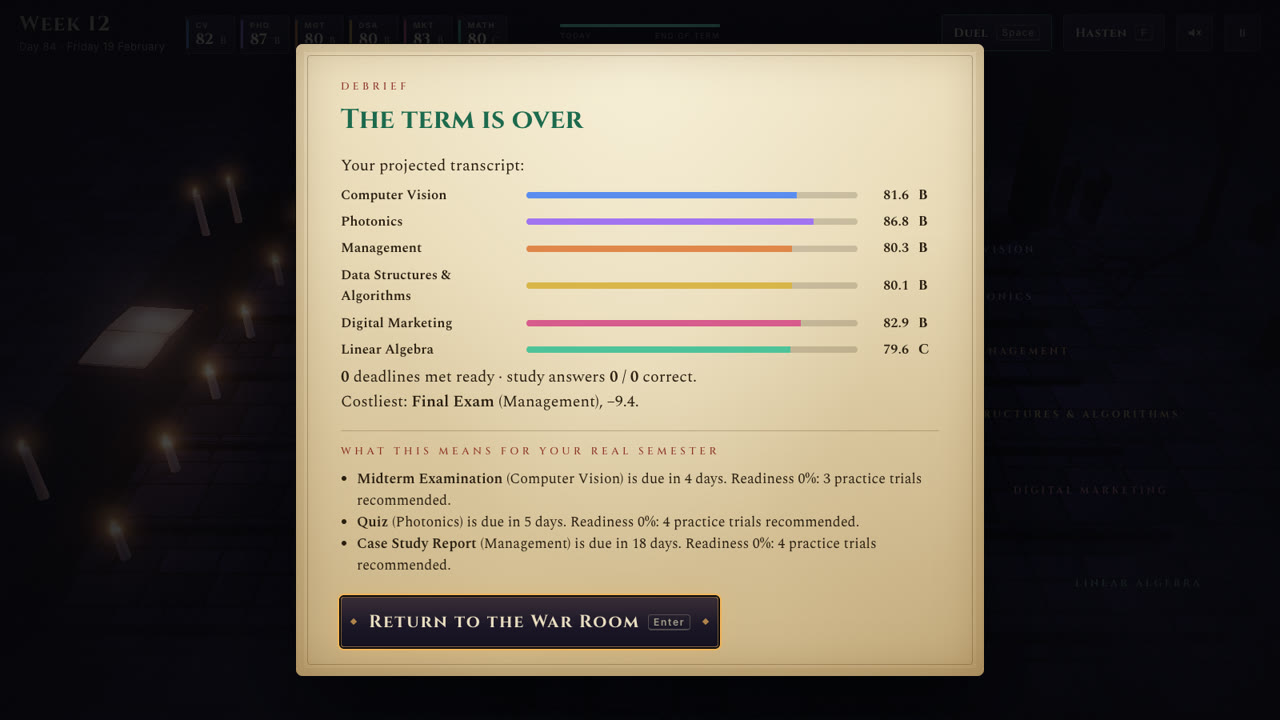 WEEK 12
Day 84 · Friday 19 February
CV
82 B
PHO
87 B
MGT
80 B
DSA
80 B
MKT
83 B
MATH
80 C
TODAY
END OF TERM
DUEL Space
HASTEN F
B
DEBRIEF
THE TERM IS OVER
Your projected transcript:
Computer Vision 81.6 B
Photonics 86.8 B
Management 80.3 B
Data Structures &
Algorithms 80.1 B
Digital Marketing 82.9 B
Linear Algebra 79.6 C
0 deadlines met ready · study answers 0 / 0 correct.
Costliest: Final Exam (Management), −9.4.
WHAT THIS MEANS FOR YOUR REAL SEMESTER
• Midterm Examination (Computer Vision) is due in 4 days. Readiness 0%: 3 practice trials
recommended.
• Quiz (Photonics) is due in 5 days. Readiness 0%: 4 practice trials recommended.
• Case Study Report (Management) is due in 18 days. Readiness 0%: 4 practice trials
recommended.
RETURN TO THE WAR ROOM Enter
VISION
ONICS
NAGEMENT
RUCTURES & ALGORITHMS
DIGITAL MARKETING
LINEAR ALGEBRA